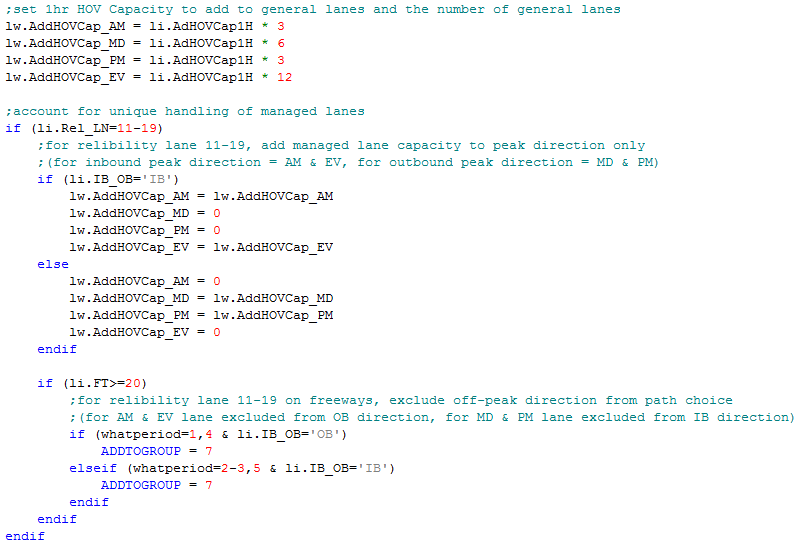 ;set 1hr HOV Capacity to add to general lanes and the number of general lanes
lw.AddHOVCap_AM = li.AdHOVCap1H * 3
lw.AddHOVCap_MD = li.AdHOVCap1H * 6
lw.AddHOVCap_PM = li.AdHOVCap1H * 3
lw.AddHOVCap_EV = li.AdHOVCap1H * 12

;account for unique handling of managed lanes
if (li.Rel_LN=11-19)
    ;for relibility lane 11-19, add managed lane capacity to peak direction only
    ;(for inbound peak direction = AM & EV, for outbound peak direction = MD & PM)
    if (li.IB_OB='IB')
        lw.AddHOVCap_AM = lw.AddHOVCap_AM
        lw.AddHOVCap_MD = 0
        lw.AddHOVCap_PM = 0
        lw.AddHOVCap_EV = lw.AddHOVCap_EV
    else
        lw.AddHOVCap_AM = 0
        lw.AddHOVCap_MD = lw.AddHOVCap_MD
        lw.AddHOVCap_PM = lw.AddHOVCap_PM
        lw.AddHOVCap_EV = 0
    endif

    if (li.FT>=20)
        ;for relibility lane 11-19 on freeways, exclude off-peak direction from path choice
        ;(for AM & EV lane excluded from OB direction, for MD & PM lane excluded from IB direction)
        if (whatperiod=1,4 & li.IB_OB='OB')
            ADDTOGROUP = 7
        elseif (whatperiod=2-3,5 & li.IB_OB='IB')
            ADDTOGROUP = 7
        endif
    endif
endif